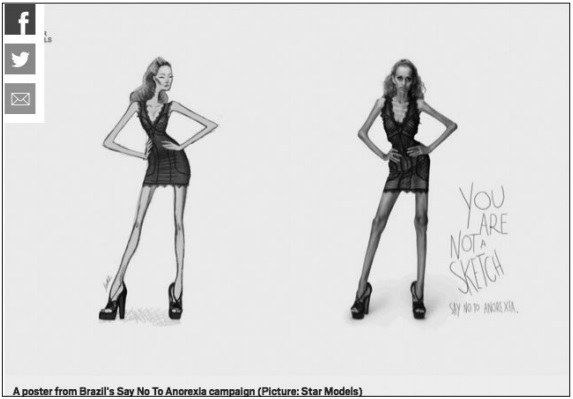 R
LS
YOU
ARE
NOT A
SKETCH
SAY NO TO ANOREXIA.
A poster from Brazil's Say No To Anorexia campaign (Picture: Star Models)